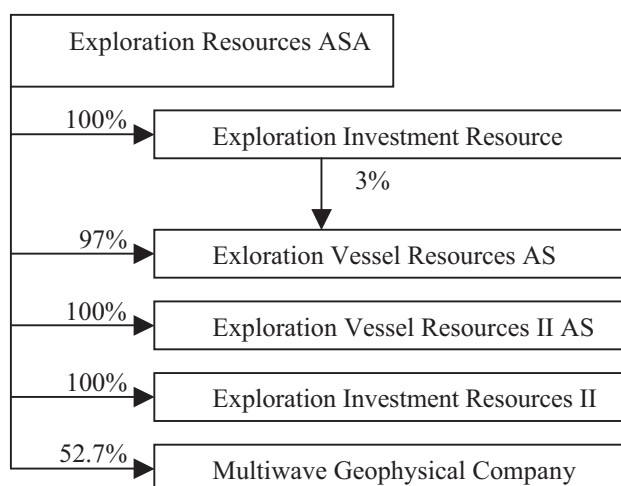 Exploration Resources ASA
100%
Exploration Investment Resource
3%
97%
Exloration Vessel Resources AS
100%
Exploration Vessel Resources II AS
100%
Exploration Investment Resources II
52.7%
Multiwave Geophysical Company